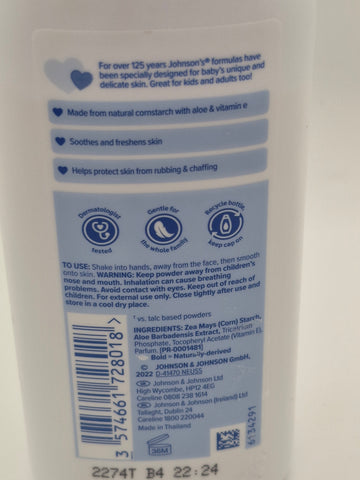 For over 125 years Johnson's® formulas have
been specially designed for baby's unique and
delicate skin. Great for kids and adults too!
Made from natural cornstarch with aloe & vitamin e
Soothes and freshens skin
Helps protect skin from rubbing & chaffing
Dermatologist
tested
Gentle for
the whole family
Recycle bottle
keep cap on
TO USE: Shake into hands, away from the face, then smooth
onto skin. WARNING: Keep powder away from children's
nose and mouth. Inhalation can cause breathing
problems. Avoid contact with eyes. Keep out of reach of
children. For external use only. Close tightly after use and
store in a cool dry place.
vs. talc based powders
INGREDIENTS: Zea Mays (Corn) Starch,
Aloe Barbadensis Extract, Tricalcium
Phosphate, Tocopheryl Acetate (Vitamin E),
Parfum. [PR-0001481]
Bold = Naturally-derived
© JOHNSON & JOHNSON GmbH,
2022 D-41470 NEUSS
Johnson & Johnson Ltd
High Wycombe, HP12 4EG
Careline 0808 238 1614
Johnson & Johnson (Ireland) Ltd
Tallaght, Dublin 24
Careline 1800 220044
Made in Thailand
3 574661 728018 >
36M
6134291
2274T B4 22:24